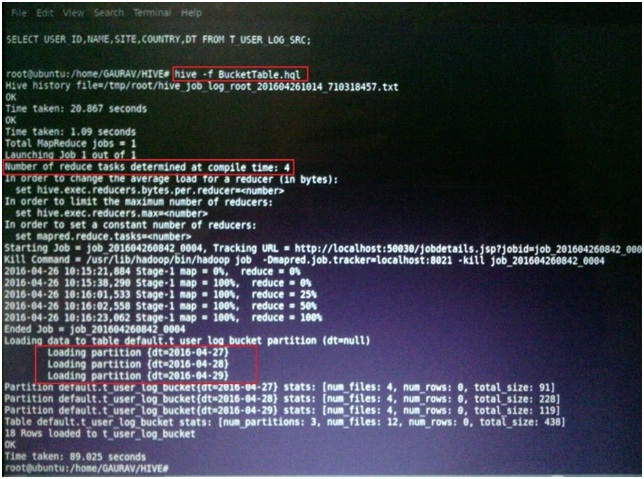 File Edit View Search Terminal Help
SELECT USER ID,NAME,SITE,COUNTRY,DT FROM T USER LOG SRC;
root@ubuntu:/home/GAURAV/HIVE# hive -f BucketTable.hql
Hive history file=/tmp/root/hive_job_log_root_201604261014_710318457.txt
OK
Time taken: 20.867 seconds
OK
Time taken: 1.09 seconds
Total MapReduce jobs = 1
Launching Job 1 out of 1
Number of reduce tasks determined at compile time: 4
In order to change the average load for a reducer (in bytes):
set hive.exec.reducers.bytes.per.reducer=<number>
In order to limit the maximum number of reducers:
set hive.exec.reducers.max=<number>
In order to set a constant number of reducers:
set mapred.reduce.tasks=<number>
Starting Job = job_201604260842_0004, Tracking URL = http://localhost:50030/jobdetails.jsp?jobid=job_201604260842_000
Kill Command = /usr/lib/hadoop/bin/hadoop job -Dmapred.job.tracker=localhost:8021 -kill job_201604260842_0004
2016-04-26 10:15:21,884 Stage-1 map = 0%, reduce = 0%
2016-04-26 10:15:38,290 Stage-1 map = 100%, reduce = 0%
2016-04-26 10:16:01,533 Stage-1 map = 100%, reduce = 25%
2016-04-26 10:16:02,558 Stage-1 map = 100%, reduce = 50%
2016-04-26 10:16:23,062 Stage-1 map = 100%, reduce = 100%
Ended Job = job_201604260842_0004
Loading data to table default.t_user_log_bucket partition (dt=null)
Loading partition {dt=2016-04-27}
Loading partition {dt=2016-04-28}
Loading partition {dt=2016-04-29}
Partition default.t_user_log_bucket{dt=2016-04-27} stats: [num_files: 4, num_rows: 0, total_size: 91]
Partition default.t_user_log_bucket{dt=2016-04-28} stats: [num_files: 4, num_rows: 0, total_size: 228]
Partition default.t_user_log_bucket{dt=2016-04-29} stats: [num_files: 4, num_rows: 0, total_size: 119]
Table default.t_user_log_bucket stats: [num_partitions: 3, num_files: 12, num_rows: 0, total_size: 438]
18 Rows loaded to t_user_log_bucket
OK
Time taken: 89.025 seconds
root@ubuntu:/home/GAURAV/HIVE#